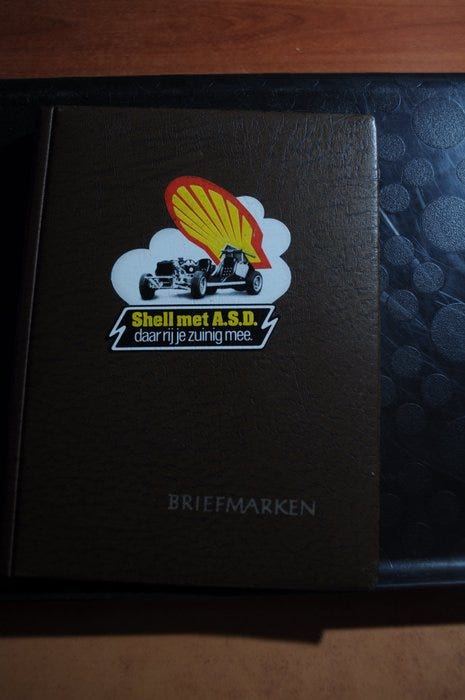 Shell met A.S.D.
daar rij je zuinig mee.
BRIEFMARKEN